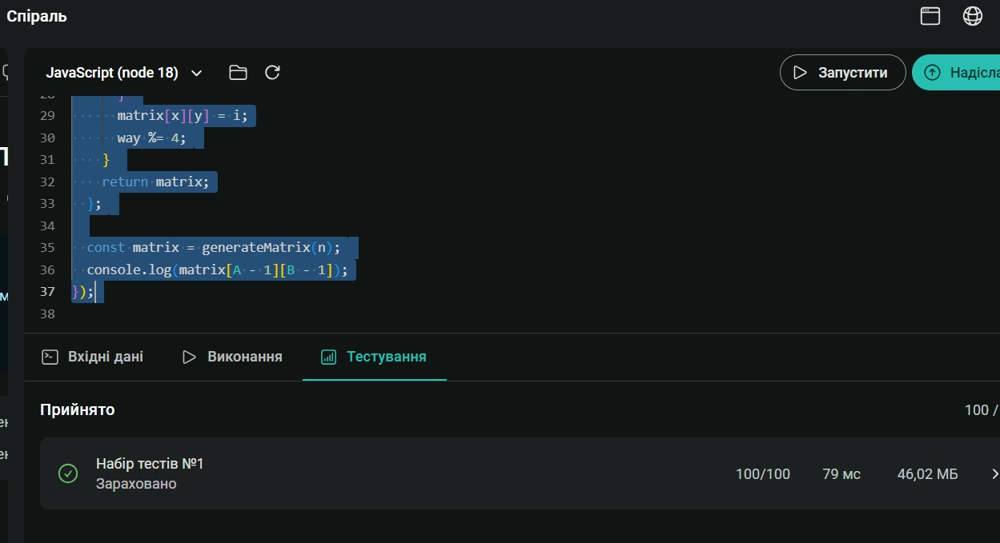 Спіраль
JavaScript (node 18)
Запустити
29 matrix[x][y] = i;
30 way %= 4;
31 }
32 return matrix;
33 };
34
35 const matrix = generateMatrix(n);
36 console.log(matrix[A - 1][B - 1]);
37 });
38
Вхідні дані
Виконання
Тестування
Прийнято
100 /
Набір тестів №1
Зараховано
100/100
79 мс
46,02 МБ